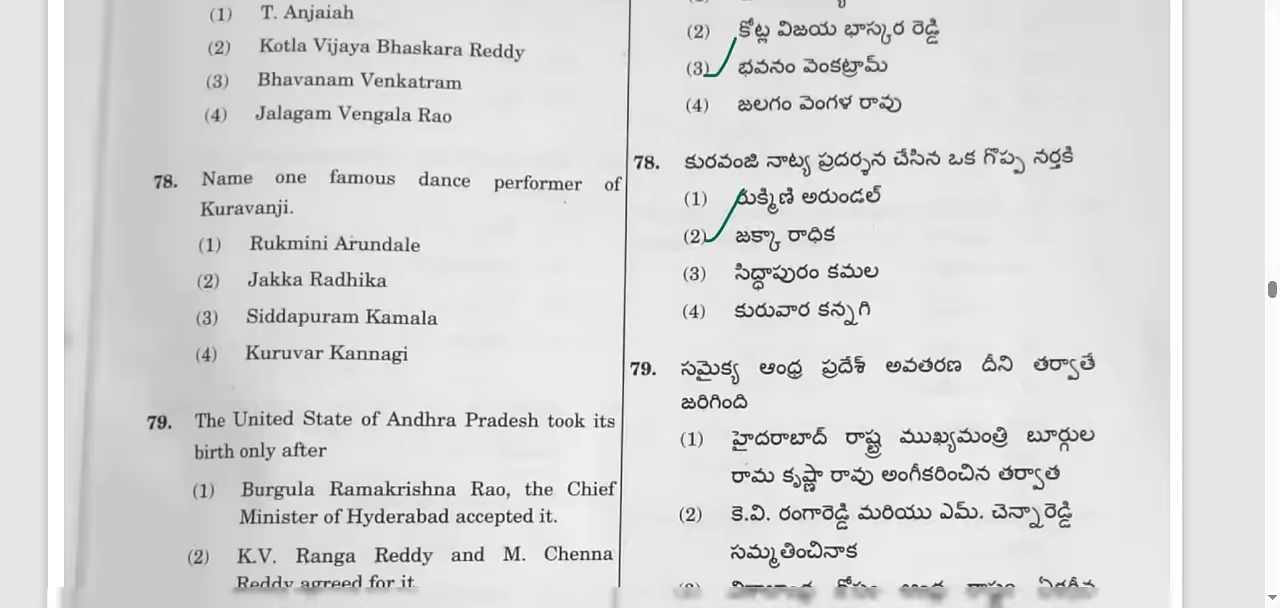 (1) T. Anjaiah
(2) Kotla Vijaya Bhaskara Reddy
(3) Bhavanam Venkatram
(4) Jalagam Vengala Rao
78. Name one famous dance performer of
Kuravanji.
(1) Rukmini Arundale
(2) Jakka Radhika
(3) Siddapuram Kamala
(4) Kuruvar Kannagi
79. The United State of Andhra Pradesh took its
birth only after
(1) Burgula Ramakrishna Rao, the Chief
Minister of Hyderabad accepted it.
(2) K.V. Ranga Reddy and M. Chenna
Reddy agreed for it.
(2) కోట్ల విజయ భాస్కర రెడ్డి
(3) భవనం వెంకట్రామ్
(4) జలగం వెంగళ రావు
78. కురవంజి నాట్య ప్రదర్శన చేసిన ఒక గొప్ప నర్తకి
(1) రుక్మిణి అరుండల్
(2) జక్కా రాధిక
(3) సిద్ధాపురం కమల
(4) కురువార కన్నగి
79. సమైక్య ఆంధ్ర ప్రదేశ్ అవతరణ దీని తర్వాతే
జరిగింది
(1) హైదరాబాద్ రాష్ట్ర ముఖ్యమంత్రి బూర్గుల
రామ కృష్ణా రావు అంగీకరించిన తర్వాత
(2) కె.వి. రంగారెడ్డి మరియు ఎమ్. చెన్నారెడ్డి
సమ్మతించినాక